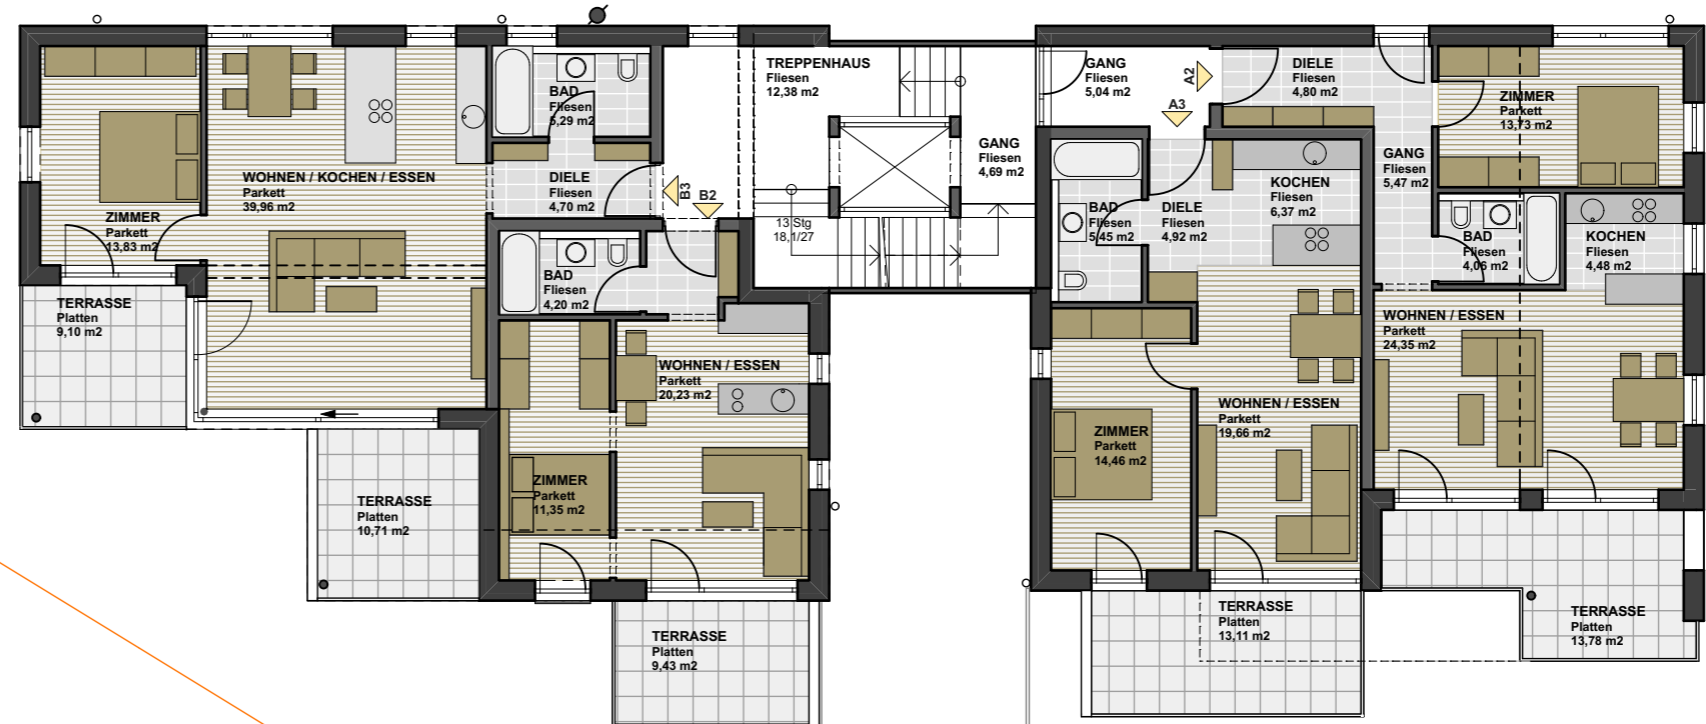 ZIMMER
Parkett
13,83 m2
WOHNEN / KOCHEN / ESSEN
Parkett
39,96 m2
BAD
Fliesen
5,29 m2
DIELE
Fliesen
4,70 m2
B3
B2
TERRASSE
Platten
9,10 m2
BAD
Fliesen
4,20 m2
WOHNEN / ESSEN
Parkett
20,23 m2
ZIMMER
Parkett
11,35 m2
TERRASSE
Platten
10,71 m2
TERRASSE
Platten
9,43 m2
TREPPENHAUS
Fliesen
12,38 m2
13 Stg
18,1/27
GANG
Fliesen
4,69 m2
GANG
Fliesen
5,04 m2
A2
A3
DIELE
Fliesen
4,80 m2
ZIMMER
Parkett
13,73 m2
GANG
Fliesen
5,47 m2
KOCHEN
Fliesen
6,37 m2
BAD
Fliesen
5,45 m2
DIELE
Fliesen
4,92 m2
BAD
Fliesen
4,06 m2
KOCHEN
Fliesen
4,48 m2
WOHNEN / ESSEN
Parkett
24,35 m2
WOHNEN / ESSEN
Parkett
19,66 m2
ZIMMER
Parkett
14,46 m2
TERRASSE
Platten
13,11 m2
TERRASSE
Platten
13,78 m2